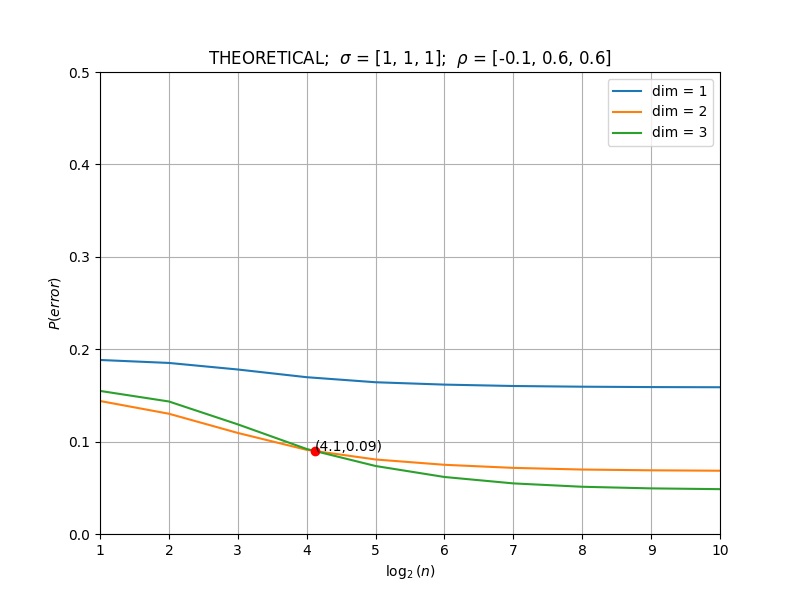 THEORETICAL;  σ = [1, 1, 1];  ρ = [-0.1, 0.6, 0.6]
dim = 1
dim = 2
dim = 3
0.5
0.4
0.3
0.2
0.1
0.0
P(error)
(4.1,0.09)
1 2 3 4 5 6 7 8 9 10
log₂(n)